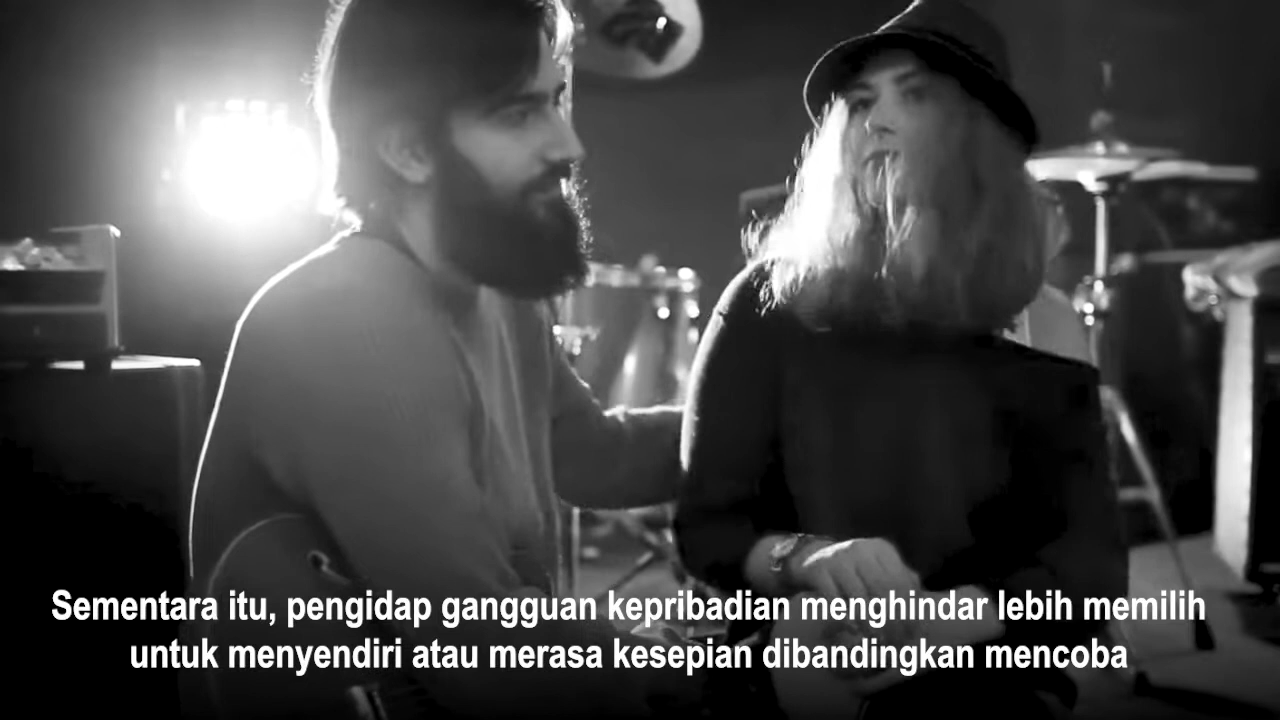 Sementara itu, pengidap gangguan kepribadian menghindar lebih memilih
untuk menyendiri atau merasa kesepian dibandingkan mencoba